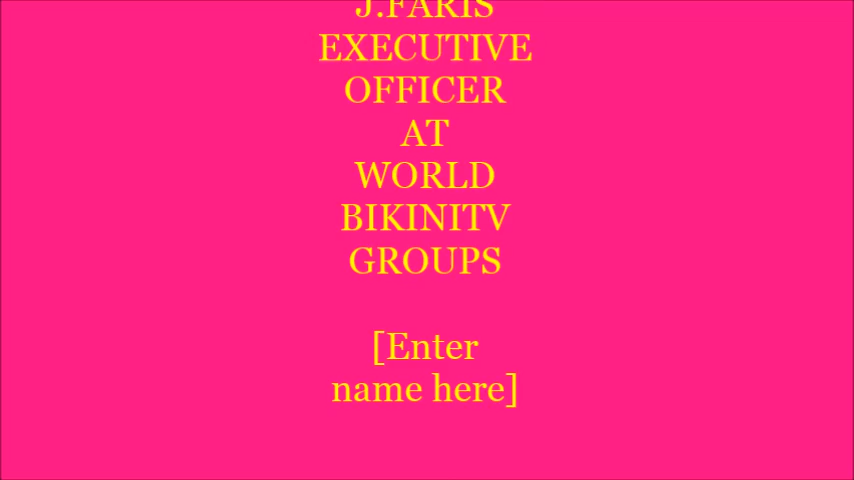 J.FARIS
EXECUTIVE
OFFICER
AT
WORLD
BIKINITV
GROUPS
[Enter
name here]